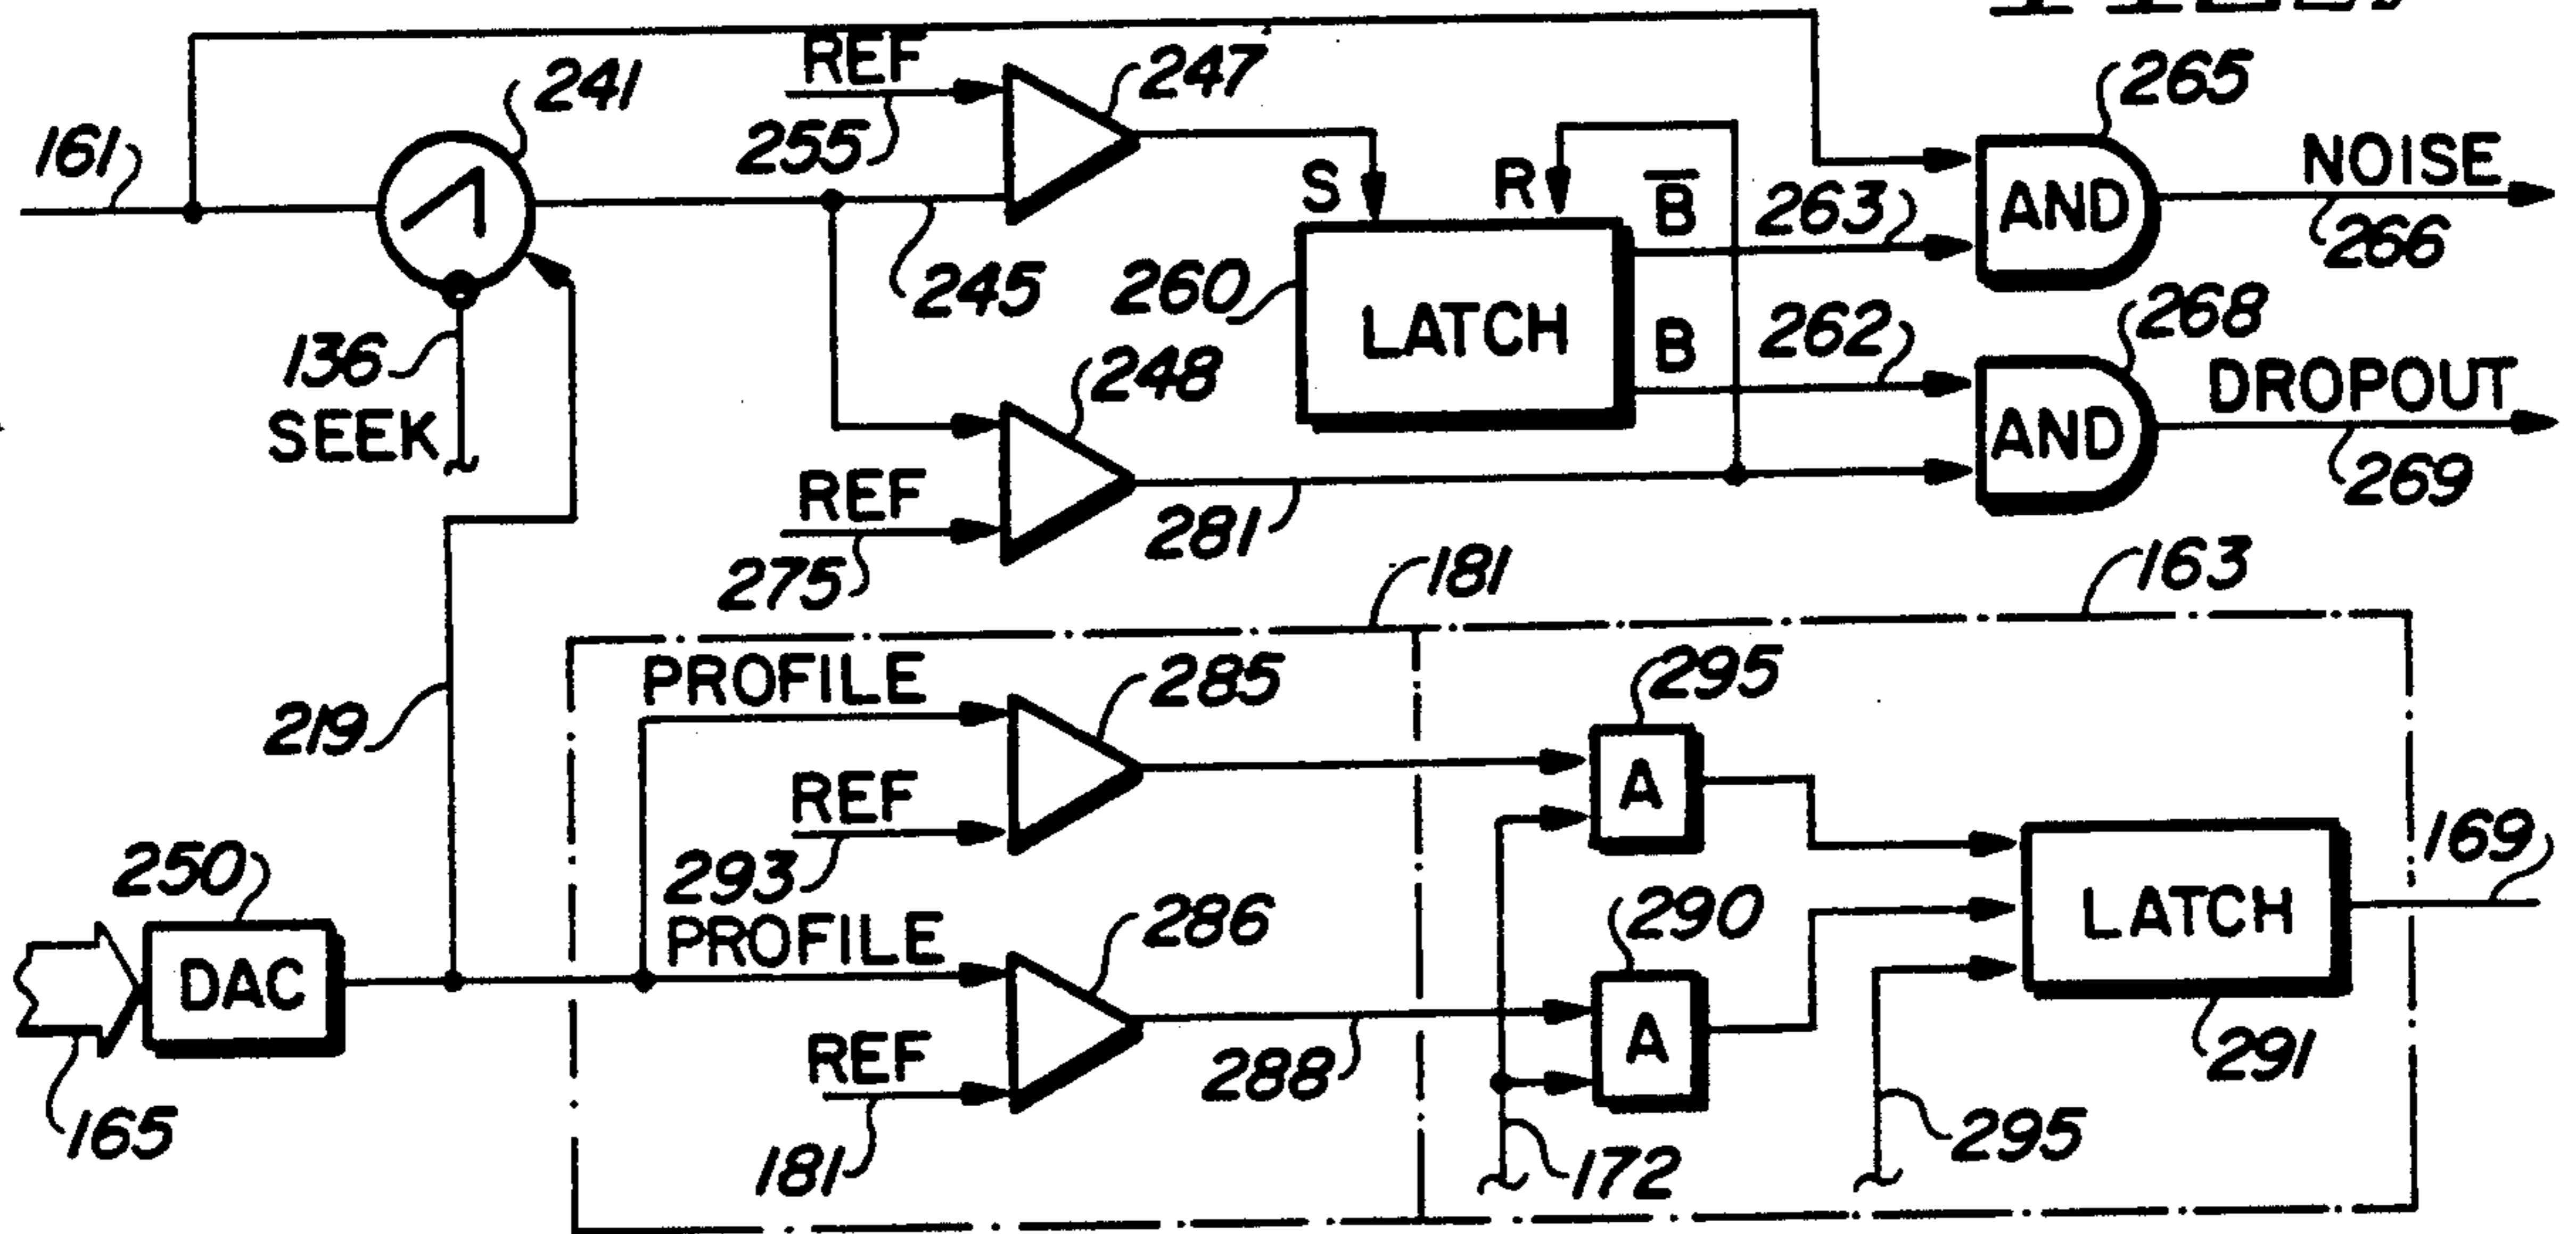 REF
247
265
241
161
255
NOISE
S
R
B̅
263
AND
266
245
260
LATCH
136
SEEK
248
B
262
268
DROPOUT
AND
269
REF
275
281
181
163
PROFILE
285
295
219
REF
293
A
250
169
PROFILE
286
290
LATCH
DAC
REF
288
A
291
165
181
172
295